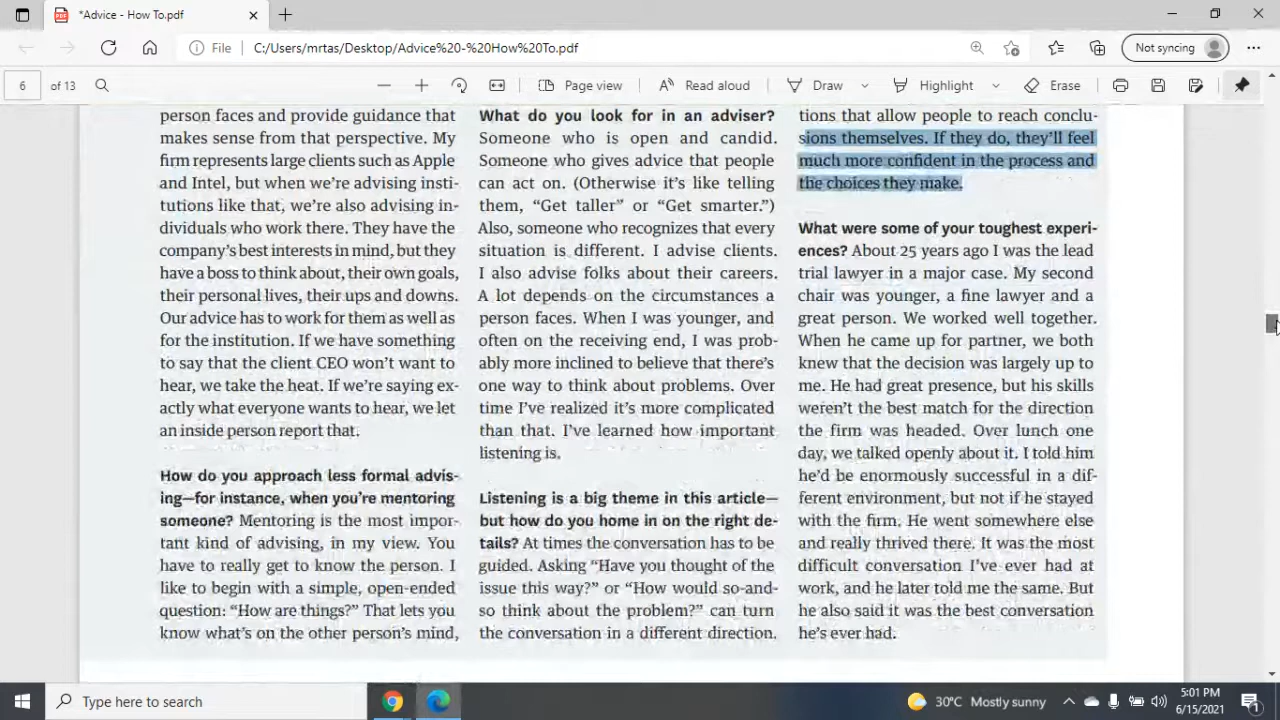 *Advice - How To.pdf
File
C:/Users/mrtas/Desktop/Advice%20-%20How%20To.pdf
Not syncing
6
of 13
Page view
Read aloud
Draw
Highlight
Erase
person faces and provide guidance that
makes sense from that perspective. My
firm represents large clients such as Apple
and Intel, but when we're advising insti-
tutions like that, we're also advising in-
dividuals who work there. They have the
company's best interests in mind, but they
have a boss to think about, their own goals,
their personal lives, their ups and downs.
Our advice has to work for them as well as
for the institution. If we have something
to say that the client CEO won't want to
hear, we take the heat. If we're saying ex-
actly what everyone wants to hear, we let
an inside person report that.
How do you approach less formal advis-
ing—for instance, when you're mentoring
someone? Mentoring is the most impor-
tant kind of advising, in my view. You
have to really get to know the person. I
like to begin with a simple, open-ended
question: “How are things?” That lets you
know what's on the other person's mind,
What do you look for in an adviser?
Someone who is open and candid.
Someone who gives advice that people
can act on. (Otherwise it's like telling
them, “Get taller” or “Get smarter.”)
Also, someone who recognizes that every
situation is different. I advise clients.
I also advise folks about their careers.
A lot depends on the circumstances a
person faces. When I was younger, and
often on the receiving end, I was prob-
ably more inclined to believe that there's
one way to think about problems. Over
time I've realized it's more complicated
than that. I've learned how important
listening is.
Listening is a big theme in this article—
but how do you home in on the right de-
tails? At times the conversation has to be
guided. Asking “Have you thought of the
issue this way?” or “How would so-and-
so think about the problem?” can turn
the conversation in a different direction.
tions that allow people to reach conclu-
sions themselves. If they do, they'll feel
much more confident in the process and
the choices they make.
What were some of your toughest experi-
ences? About 25 years ago I was the lead
trial lawyer in a major case. My second
chair was younger, a fine lawyer and a
great person. We worked well together.
When he came up for partner, we both
knew that the decision was largely up to
me. He had great presence, but his skills
weren't the best match for the direction
the firm was headed. Over lunch one
day, we talked openly about it. I told him
he'd be enormously successful in a dif-
ferent environment, but not if he stayed
with the firm. He went somewhere else
and really thrived there. It was the most
difficult conversation I've ever had at
work, and he later told me the same. But
he also said it was the best conversation
he's ever had.
Type here to search
30°C Mostly sunny
5:01 PM
6/15/2021
1